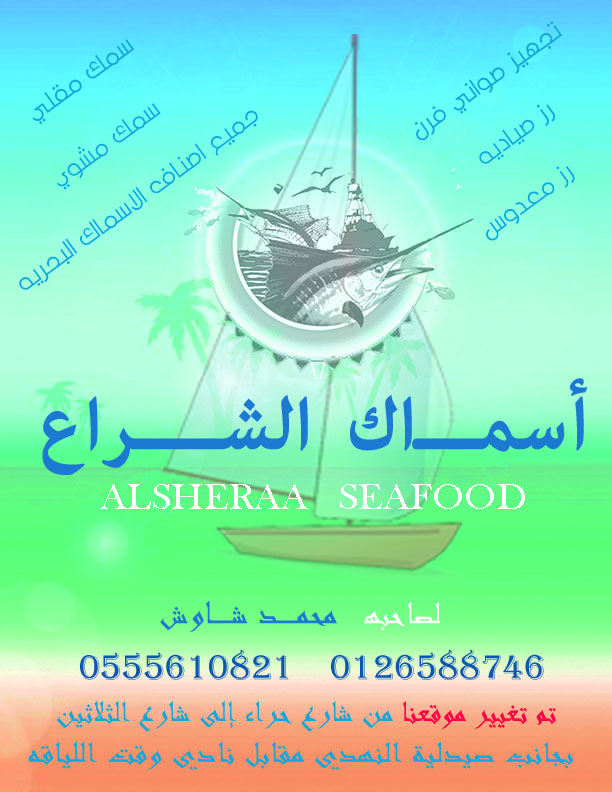 تجهيز صواني فرن
رز صياديه
رز معدوس
سمك مقلي
سمك مشوي
جميع اصناف الاسماك البحريه
أسمــاك الشــراع
ALSHERAA SEAFOOD
لصاحبه محمــد شــاوش
0555610821 0126588746
تم تغيير موقعنا من شارع حراء إلى شارع الثلاثين
بجانب صيدلية النهدي مقابل نادي وقت اللياقه